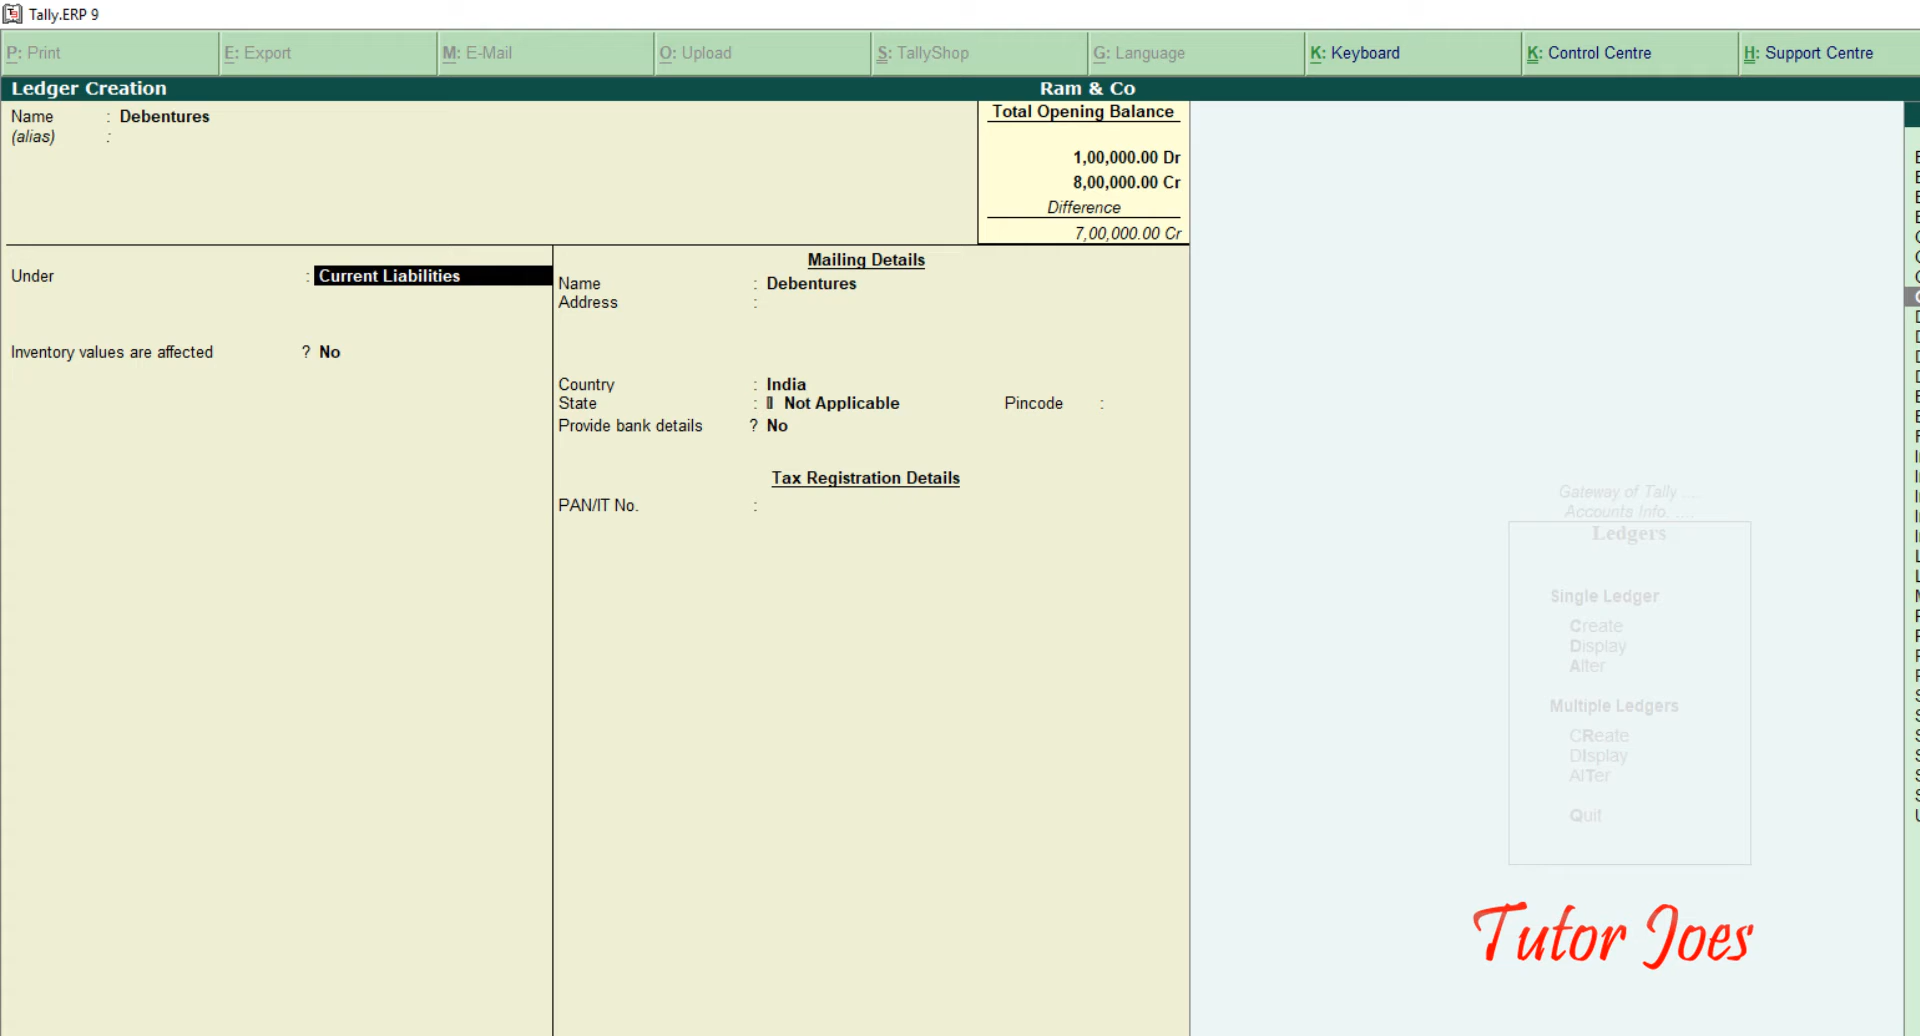 Tally.ERP 9
P: Print E: Export M: E-Mail O: Upload S: TallyShop G: Language K: Keyboard K: Control Centre H: Support Centre
Ledger Creation Ram & Co
Name : Debentures
(alias) :
Total Opening Balance
1,00,000.00 Dr
8,00,000.00 Cr
Difference
7,00,000.00 Cr
Under : Current Liabilities
Inventory values are affected ? No
Mailing Details
Name : Debentures
Address :
Country : India
State : Not Applicable Pincode :
Provide bank details ? No
Tax Registration Details
PAN/IT No. :
Gateway of Tally ....
Accounts Info. ....
Ledgers
Single Ledger
Create
Display
Alter
Multiple Ledgers
CReate
DIsplay
AlTer
Quit
Tutor Joes